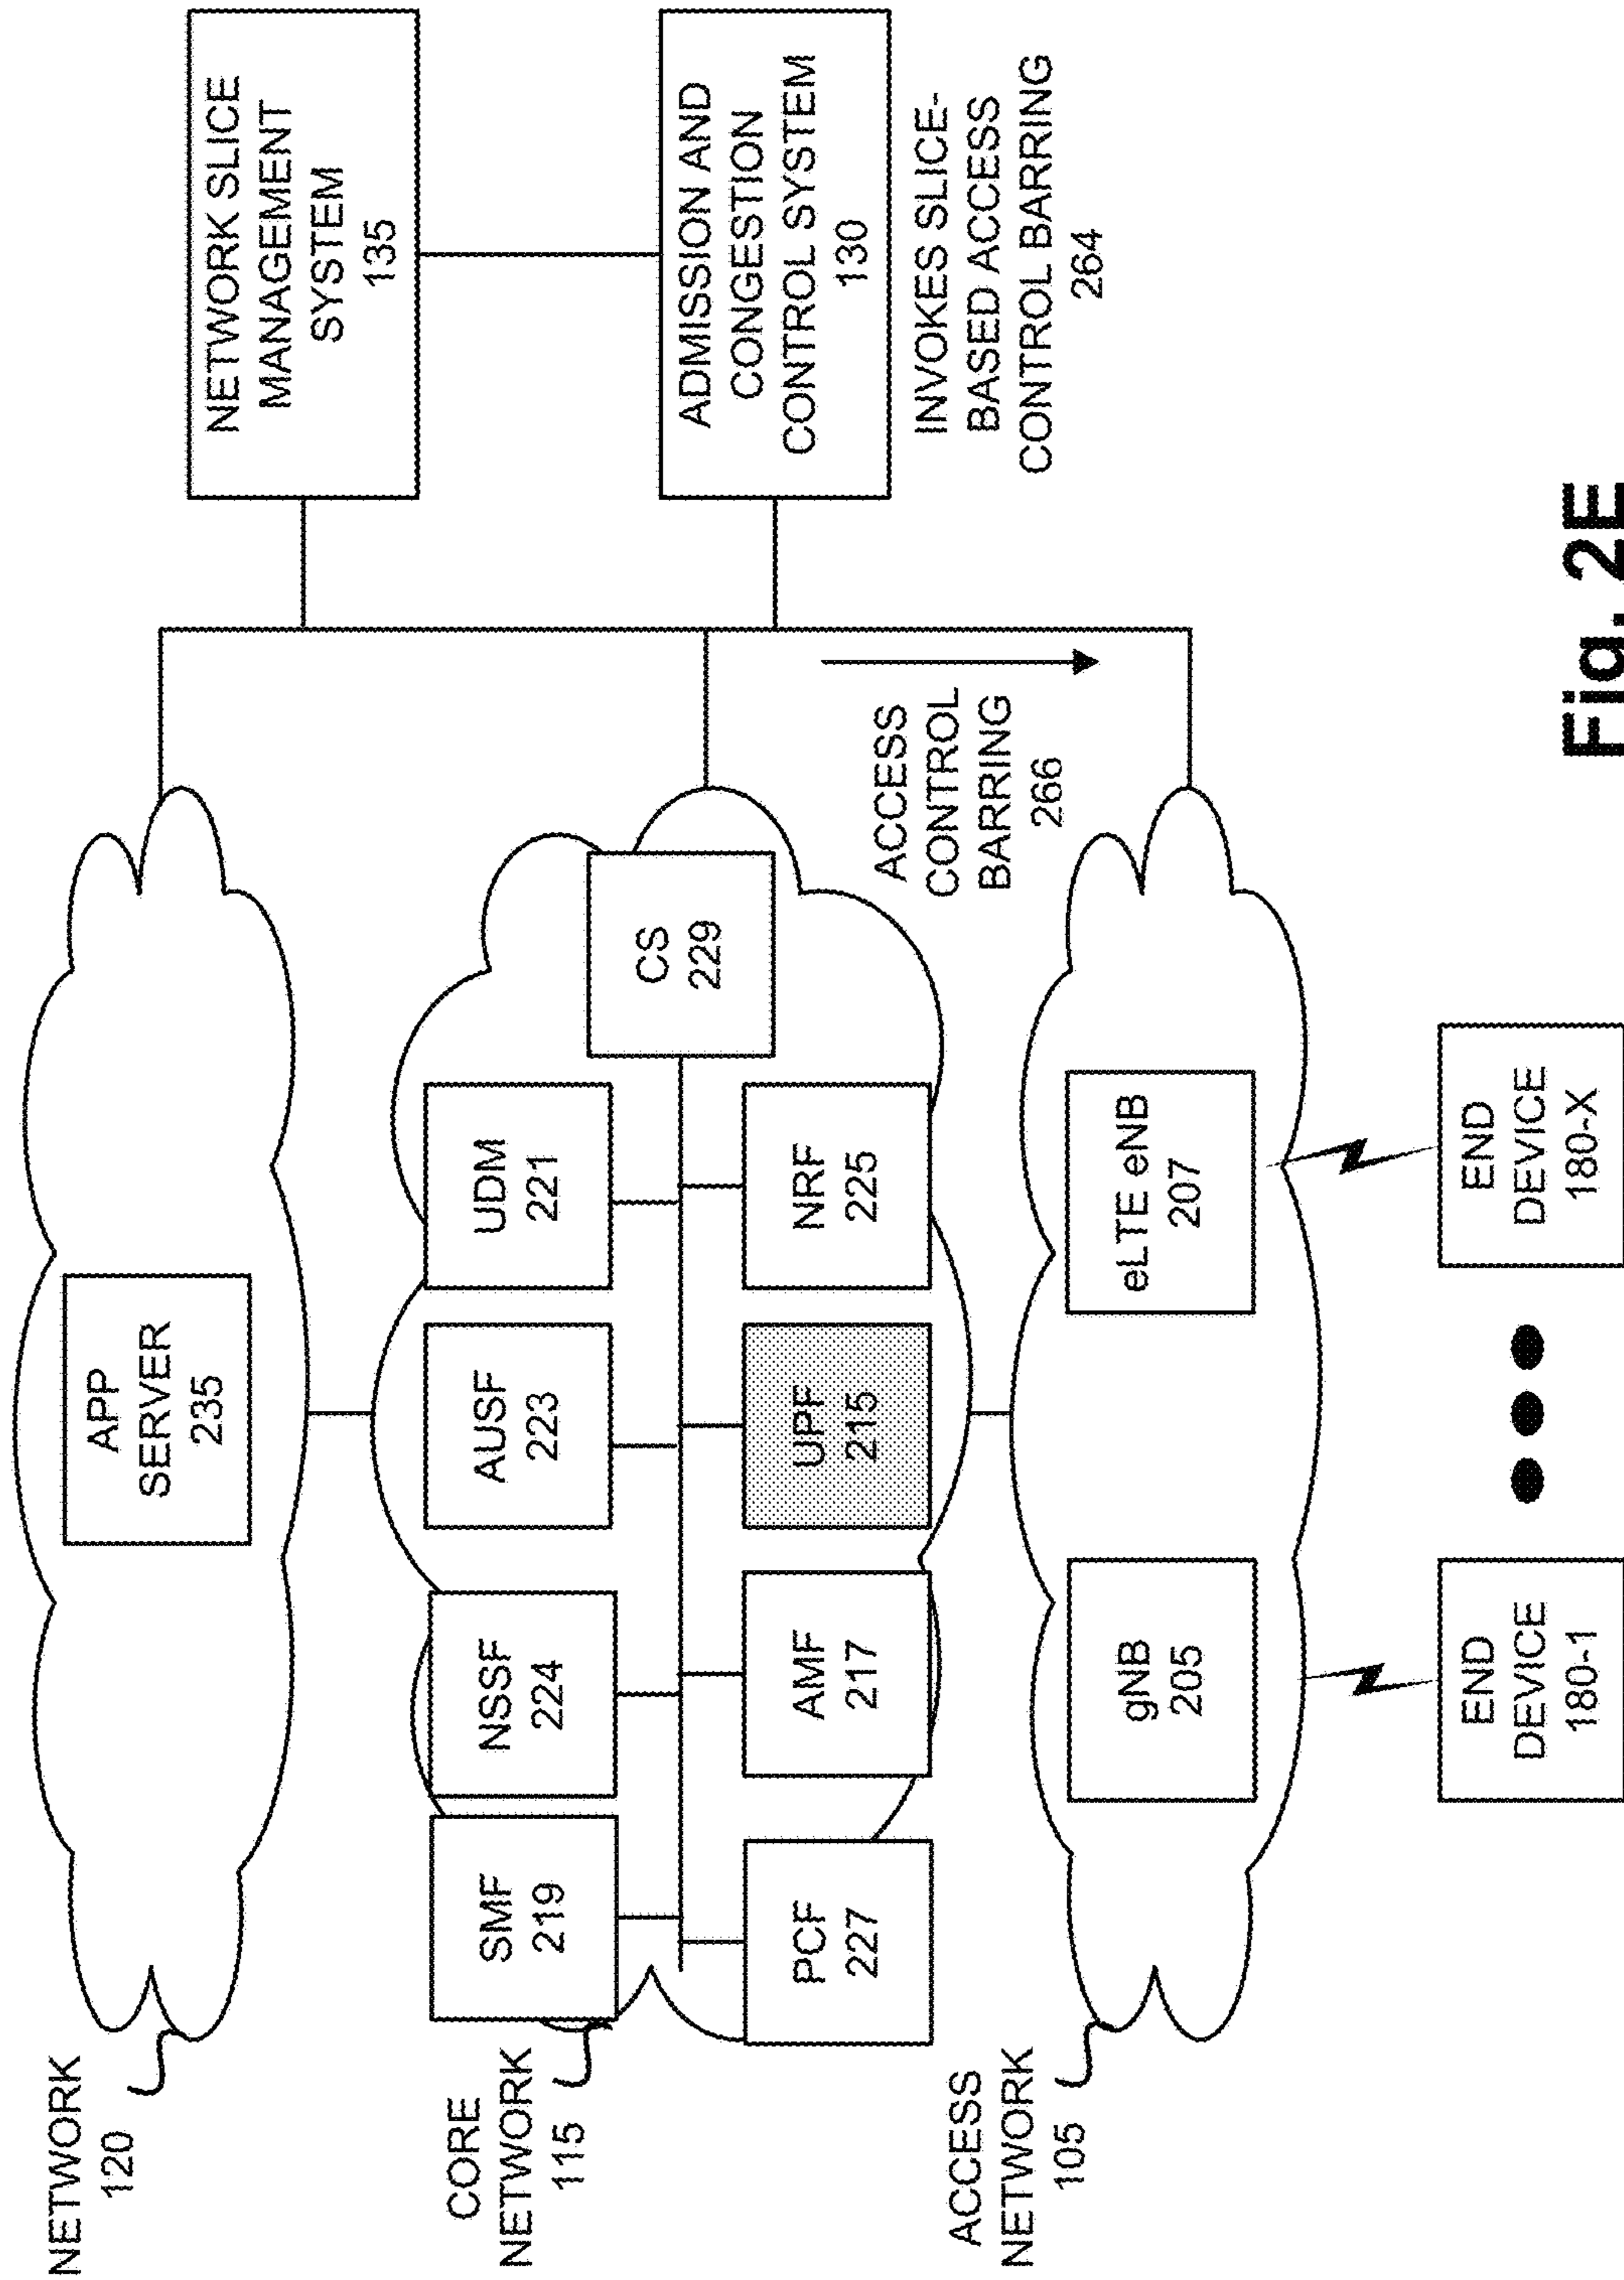 NETWORK
120
APP
SERVER
235
NETWORK SLICE
MANAGEMENT
SYSTEM
135
CORE
NETWORK
115
SMF
219
NSSF
224
AUSF
223
UDM
221
CS
229
PCF
227
AMF
217
UPF
215
NRF
225
ADMISSION AND
CONGESTION
CONTROL SYSTEM
130
INVOKES SLICE-
BASED ACCESS
CONTROL BARRING
264
ACCESS
CONTROL
BARRING
266
ACCESS
NETWORK
105
gNB
205
eLTE eNB
207
END
DEVICE
180-1
END
DEVICE
180-X
Fig. 2E